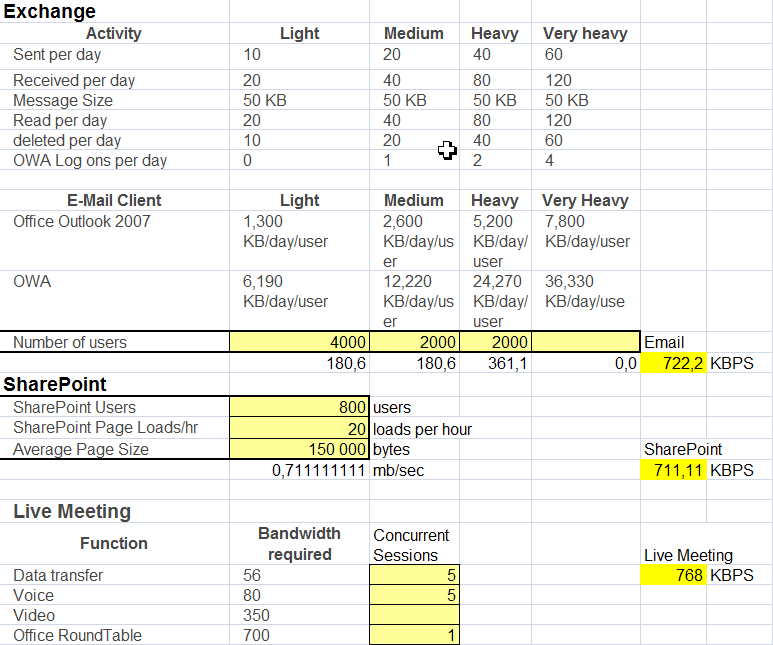 Exchange
Activity Light Medium Heavy Very heavy
Sent per day 10 20 40 60
Received per day 20 40 80 120
Message Size 50 KB 50 KB 50 KB 50 KB
Read per day 20 40 80 120
deleted per day 10 20 40 60
OWA Log ons per day 0 1 2 4
E-Mail Client Light Medium Heavy Very Heavy
Office Outlook 2007 1,300 2,600 5,200 7,800
KB/day/user KB/day/us KB/day/ KB/day/user
er user
OWA 6,190 12,220 24,270 36,330
KB/day/user KB/day/us KB/day/ KB/day/use
er user
Number of users 4000 2000 2000 Email
180,6 180,6 361,1 0,0 722,2 KBPS
SharePoint
SharePoint Users 800 users
SharePoint Page Loads/hr 20 loads per hour
Average Page Size 150 000 bytes SharePoint
0,711111111 mb/sec 711,11 KBPS
Live Meeting
Function Bandwidth required Concurrent Sessions Live Meeting
Data transfer 56 5 768 KBPS
Voice 80 5
Video 350
Office RoundTable 700 1